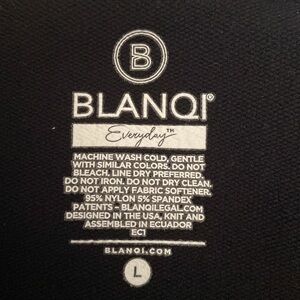 B
BLANQI®
Everyday™
MACHINE WASH COLD, GENTLE
WITH SIMILAR COLORS. DO NOT
BLEACH. LINE DRY PREFERRED.
DO NOT IRON. DO NOT DRY CLEAN.
DO NOT APPLY FABRIC SOFTENER.
95% NYLON 5% SPANDEX
PATENTS – BLANQILEGAL.COM
DESIGNED IN THE USA, KNIT AND
ASSEMBLED IN ECUADOR
EC1
BLANQI.COM
L